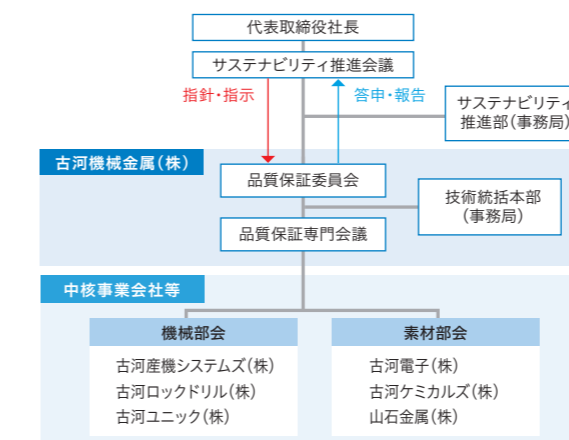 代表取締役社長
サステナビリティ推進会議
指針・指示
答申・報告
サステナビリティ
推進部(事務局)
古河機械金属(株)
品質保証委員会
技術統括本部
(事務局)
品質保証専門会議
中核事業会社等
機械部会
古河産機システムズ(株)
古河ロックドリル(株)
古河ユニック(株)
素材部会
古河電子(株)
古河ケミカルズ(株)
山石金属(株)